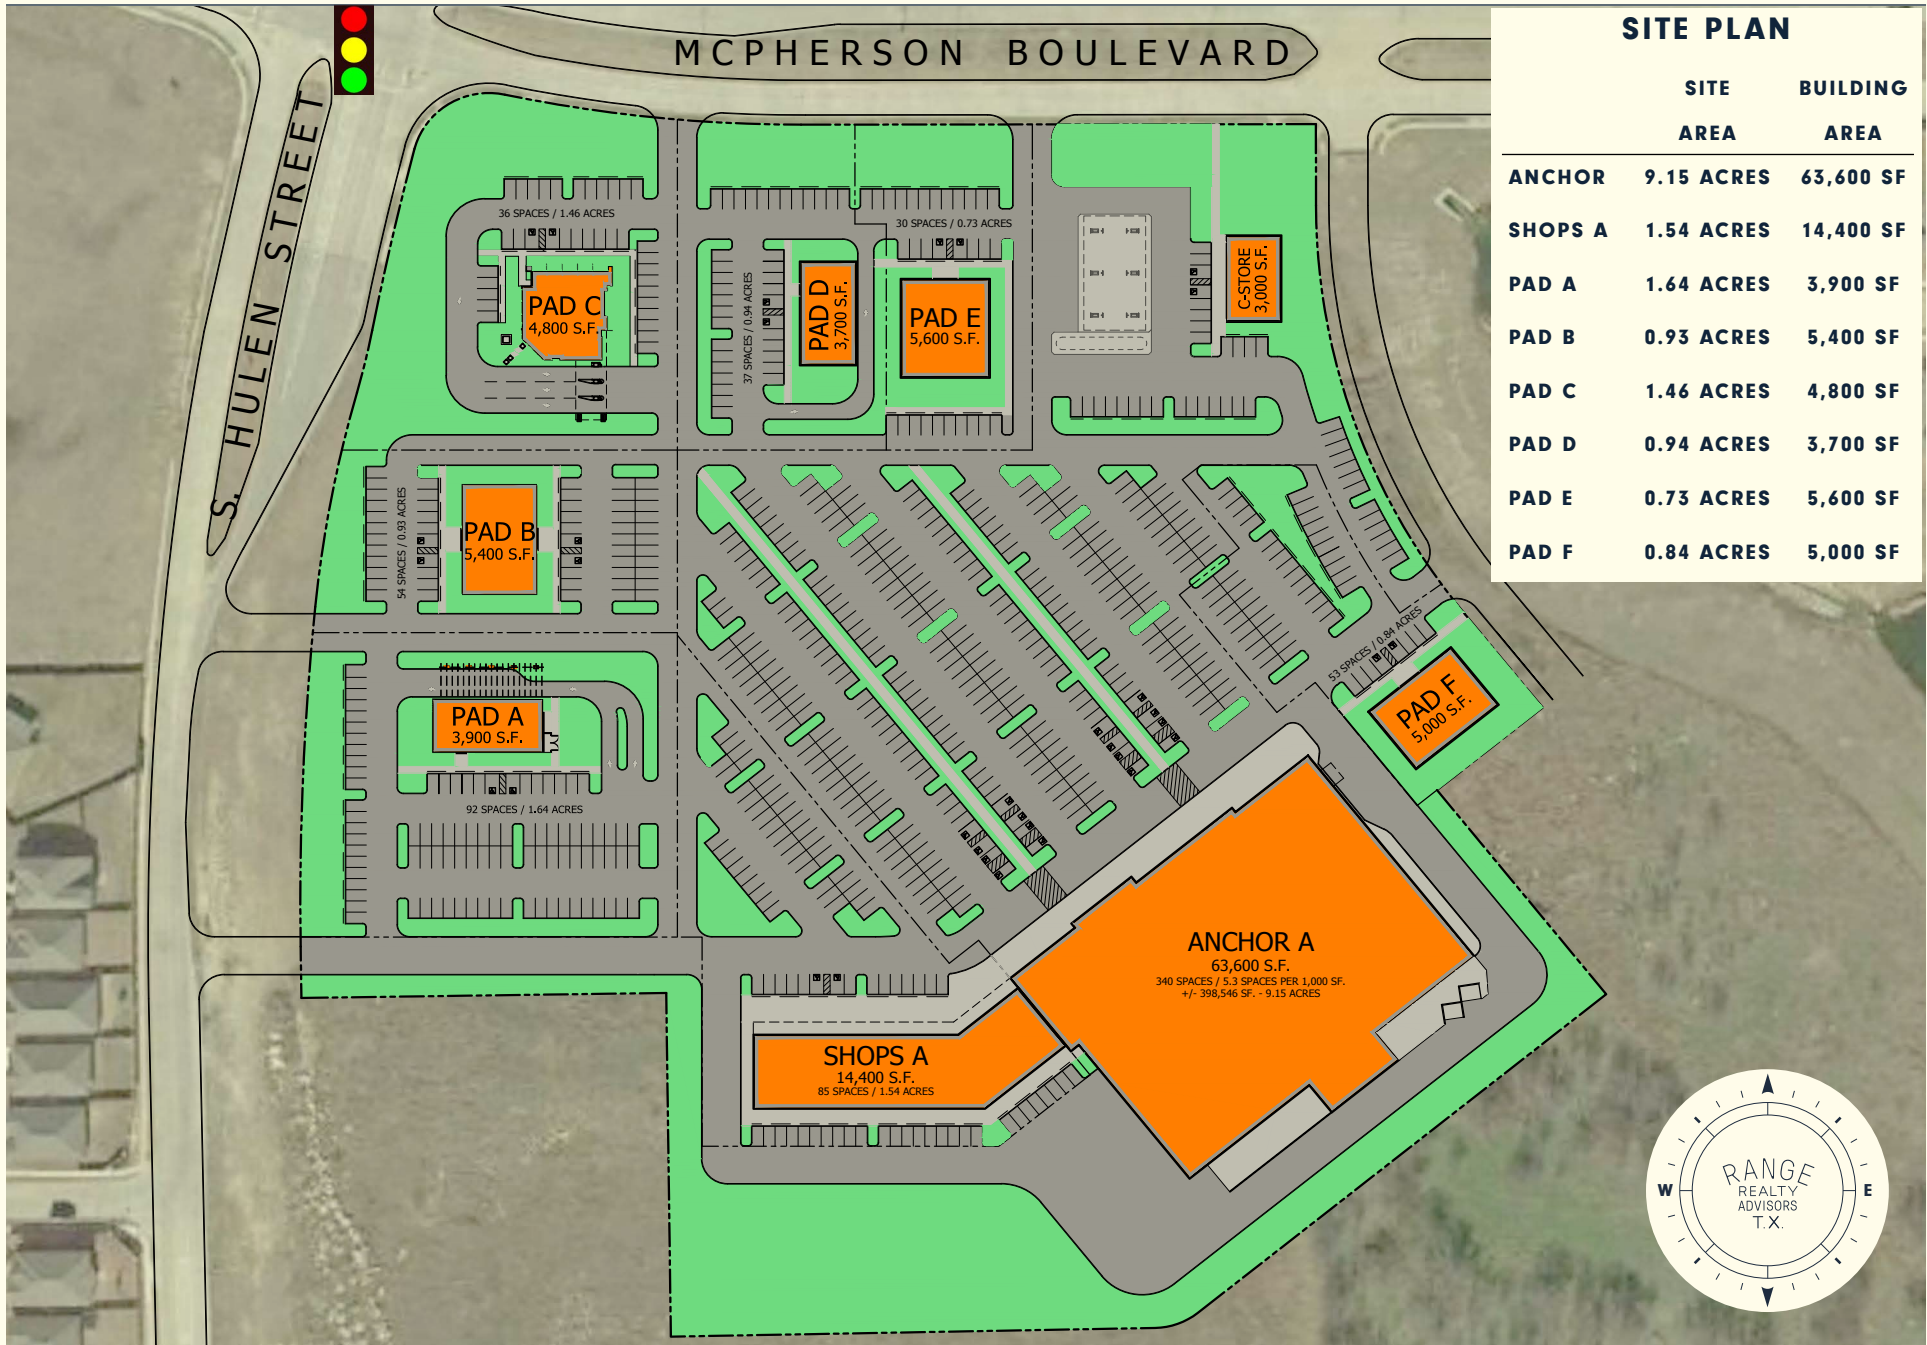 MCPHERSON BOULEVARD
S. HULEN STREET
SITE PLAN
SITE AREA BUILDING AREA
ANCHOR 9.15 ACRES 63,600 SF
SHOPS A 1.54 ACRES 14,400 SF
PAD A 1.64 ACRES 3,900 SF
PAD B 0.93 ACRES 5,400 SF
PAD C 1.46 ACRES 4,800 SF
PAD D 0.94 ACRES 3,700 SF
PAD E 0.73 ACRES 5,600 SF
PAD F 0.84 ACRES 5,000 SF
36 SPACES / 1.46 ACRES
PAD C
4,800 S.F.
37 SPACES / 0.94 ACRES
PAD D
3,700 S.F.
30 SPACES / 0.73 ACRES
PAD E
5,600 S.F.
C-STORE
3,000 S.F.
54 SPACES / 0.93 ACRES
PAD B
5,400 S.F.
PAD A
3,900 S.F.
92 SPACES / 1.64 ACRES
53 SPACES / 0.84 ACRES
PAD F
5,000 S.F.
ANCHOR A
63,600 S.F.
340 SPACES / 5.3 SPACES PER 1,000 SF.
+/- 398,546 SF. - 9.15 ACRES
SHOPS A
14,400 S.F.
85 SPACES / 1.54 ACRES
W
E
RANGE
REALTY
ADVISORS
T.X.